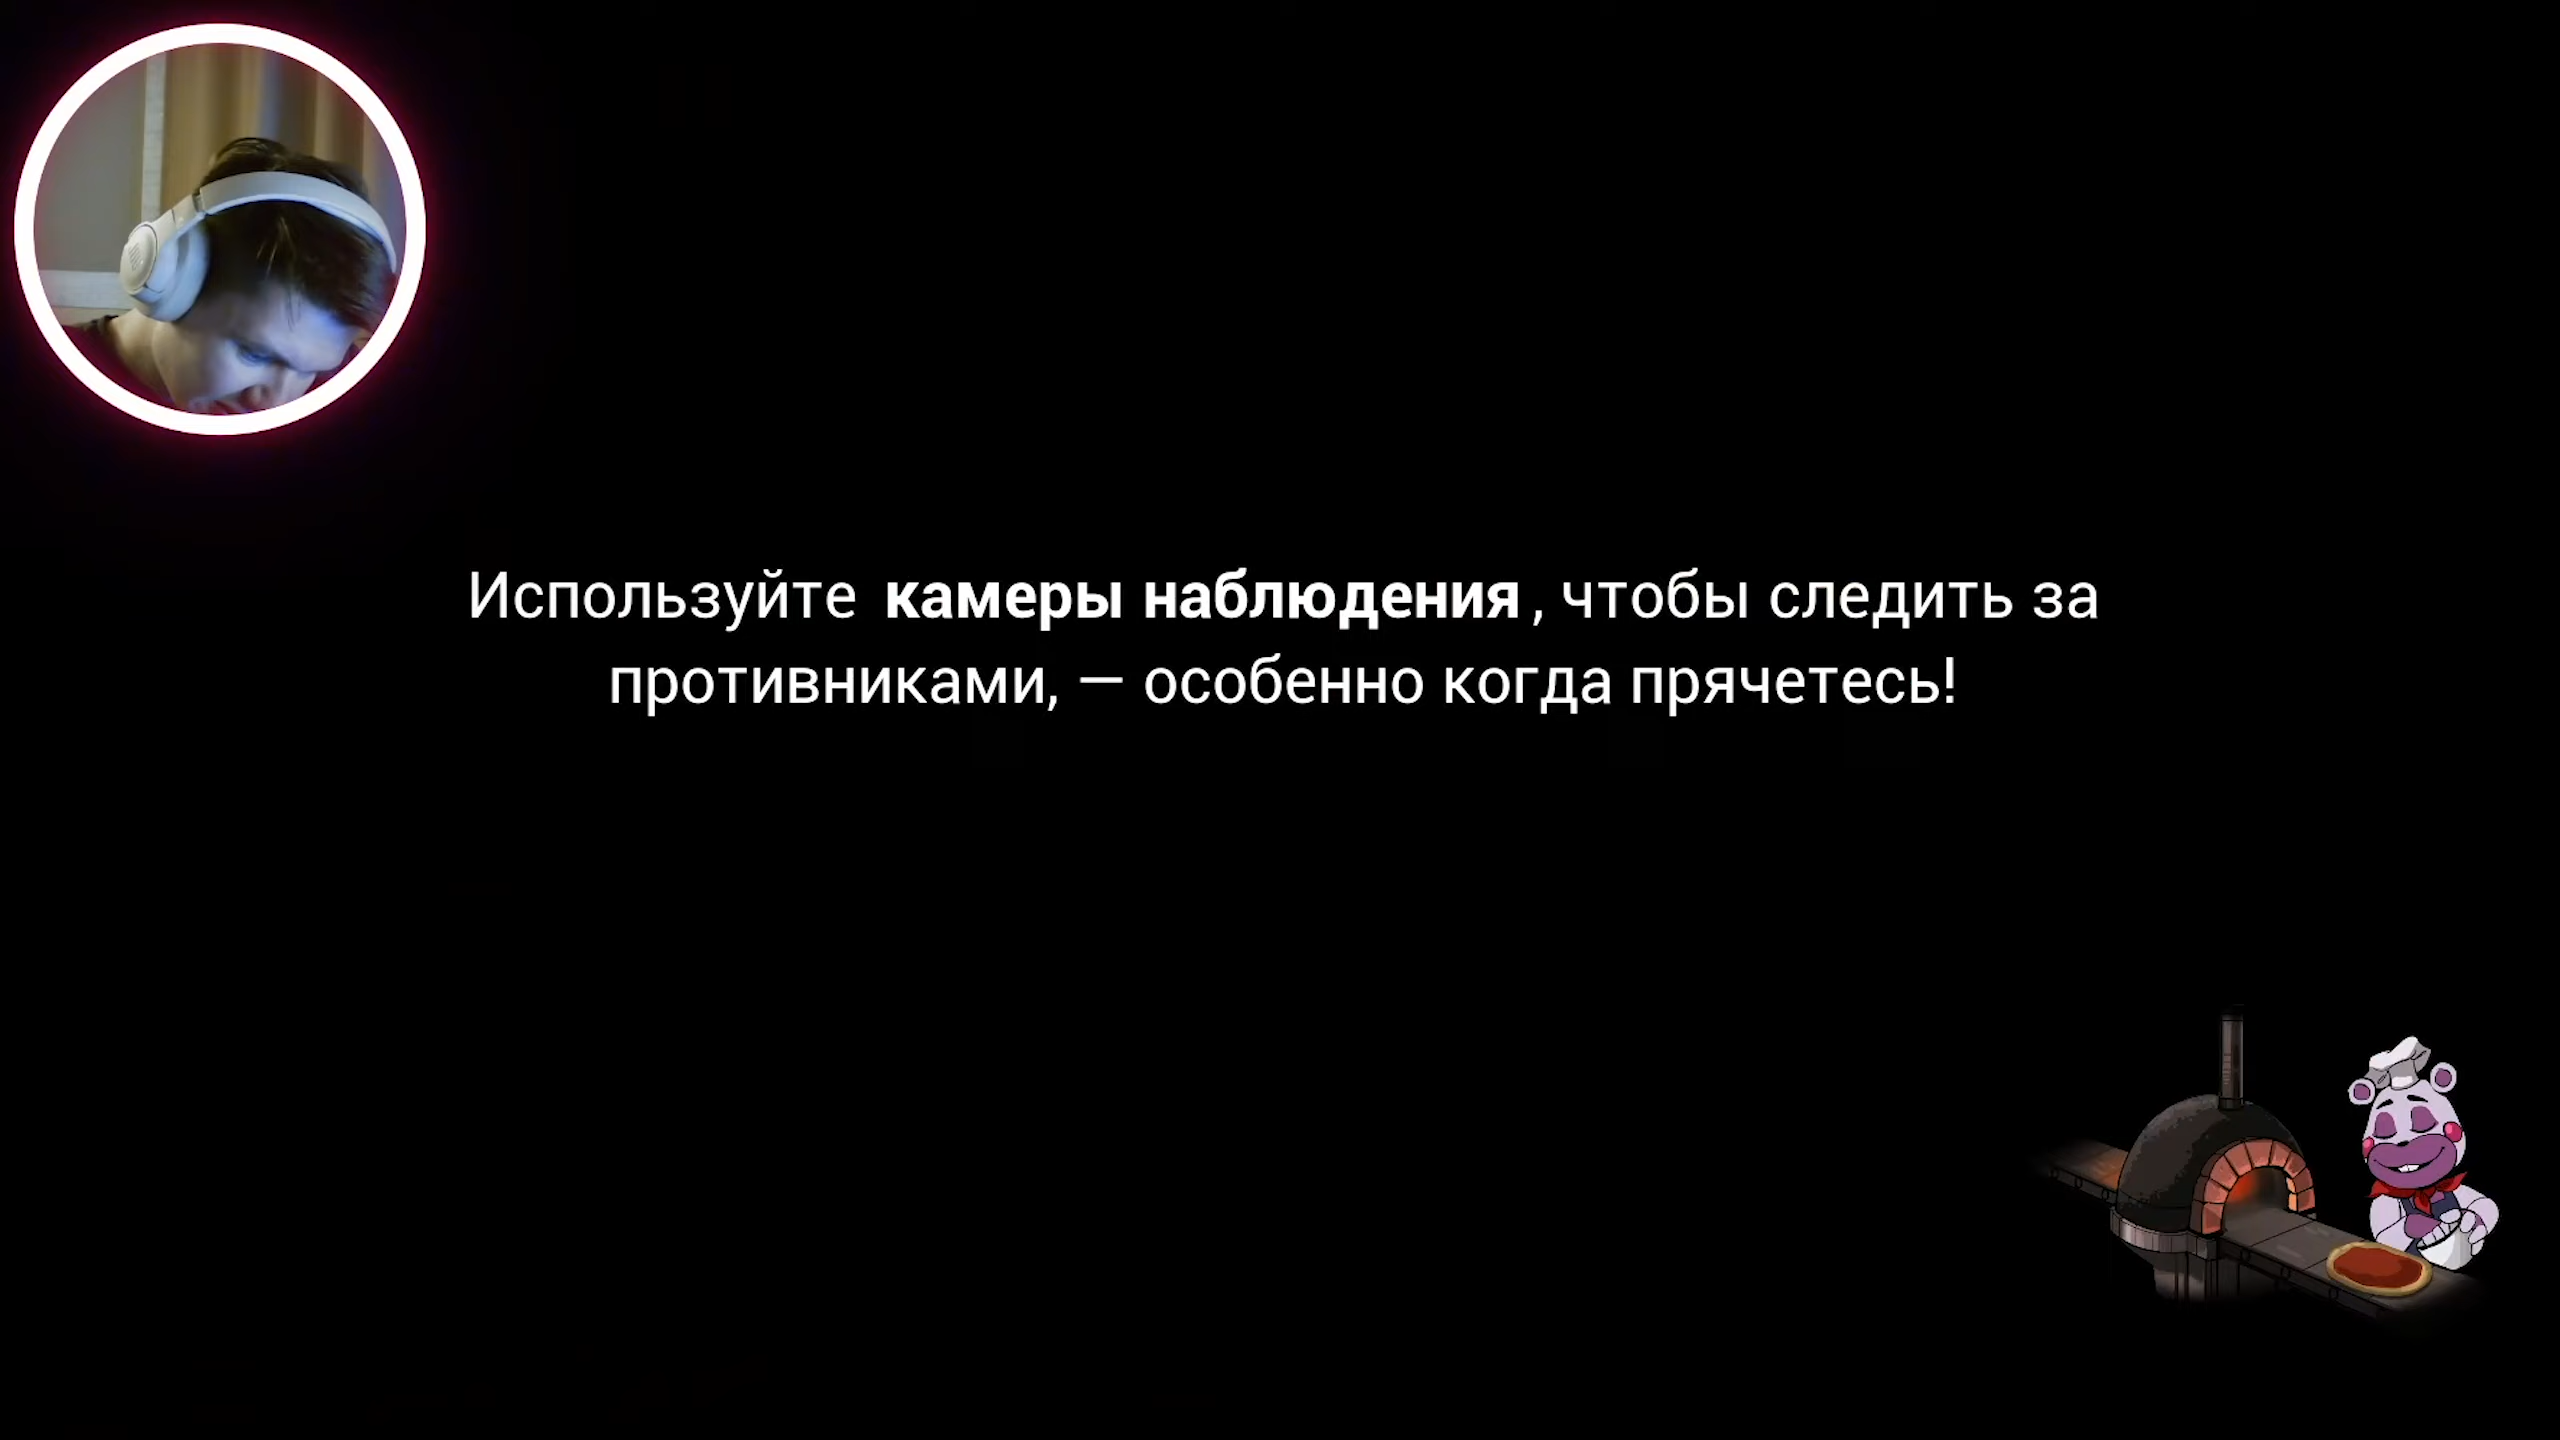 Используйте камеры наблюдения, чтобы следить за
противниками, — особенно когда прячетесь!